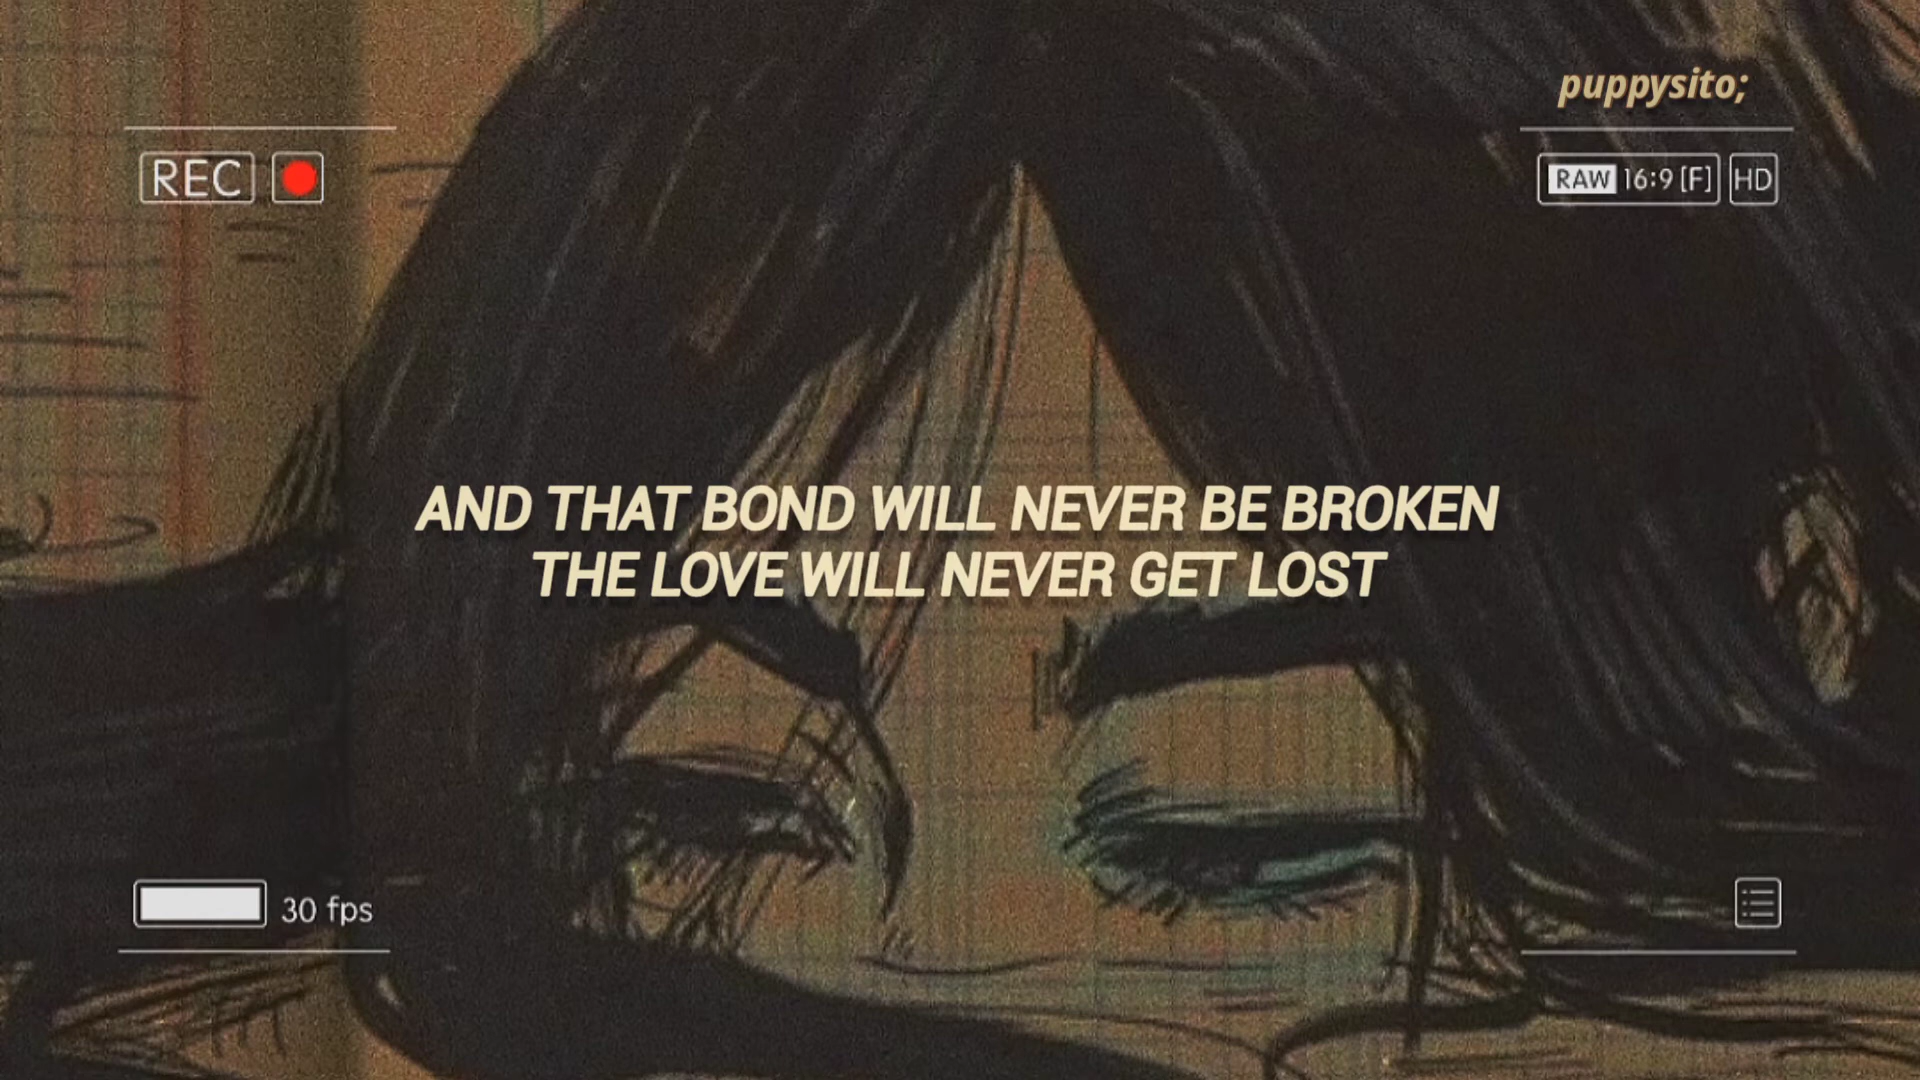 puppysito;
REC
RAW 16:9 [F] HD
AND THAT BOND WILL NEVER BE BROKEN
THE LOVE WILL NEVER GET LOST
30 fps